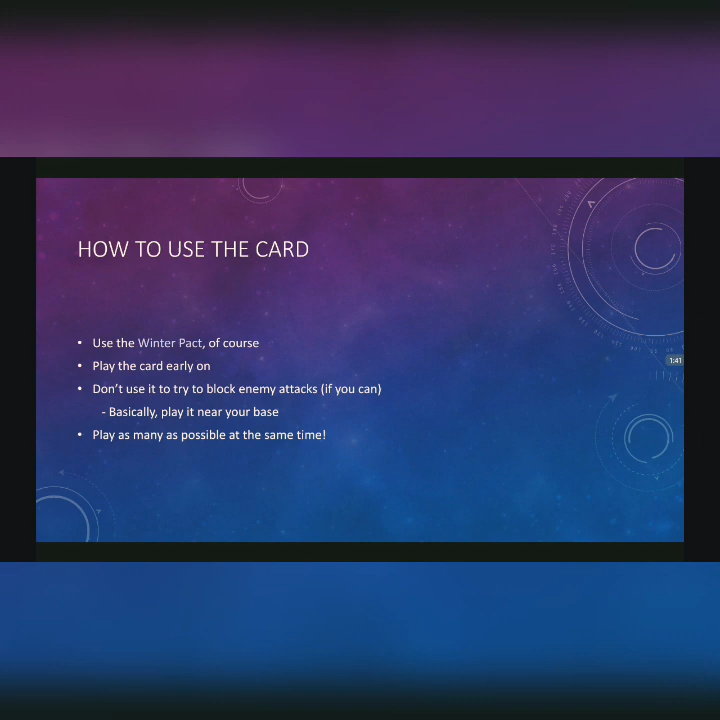 HOW TO USE THE CARD
• Use the Winter Pact, of course
• Play the card early on
• Don't use it to try to block enemy attacks (if you can)
- Basically, play it near your base
• Play as many as possible at the same time!
1:41